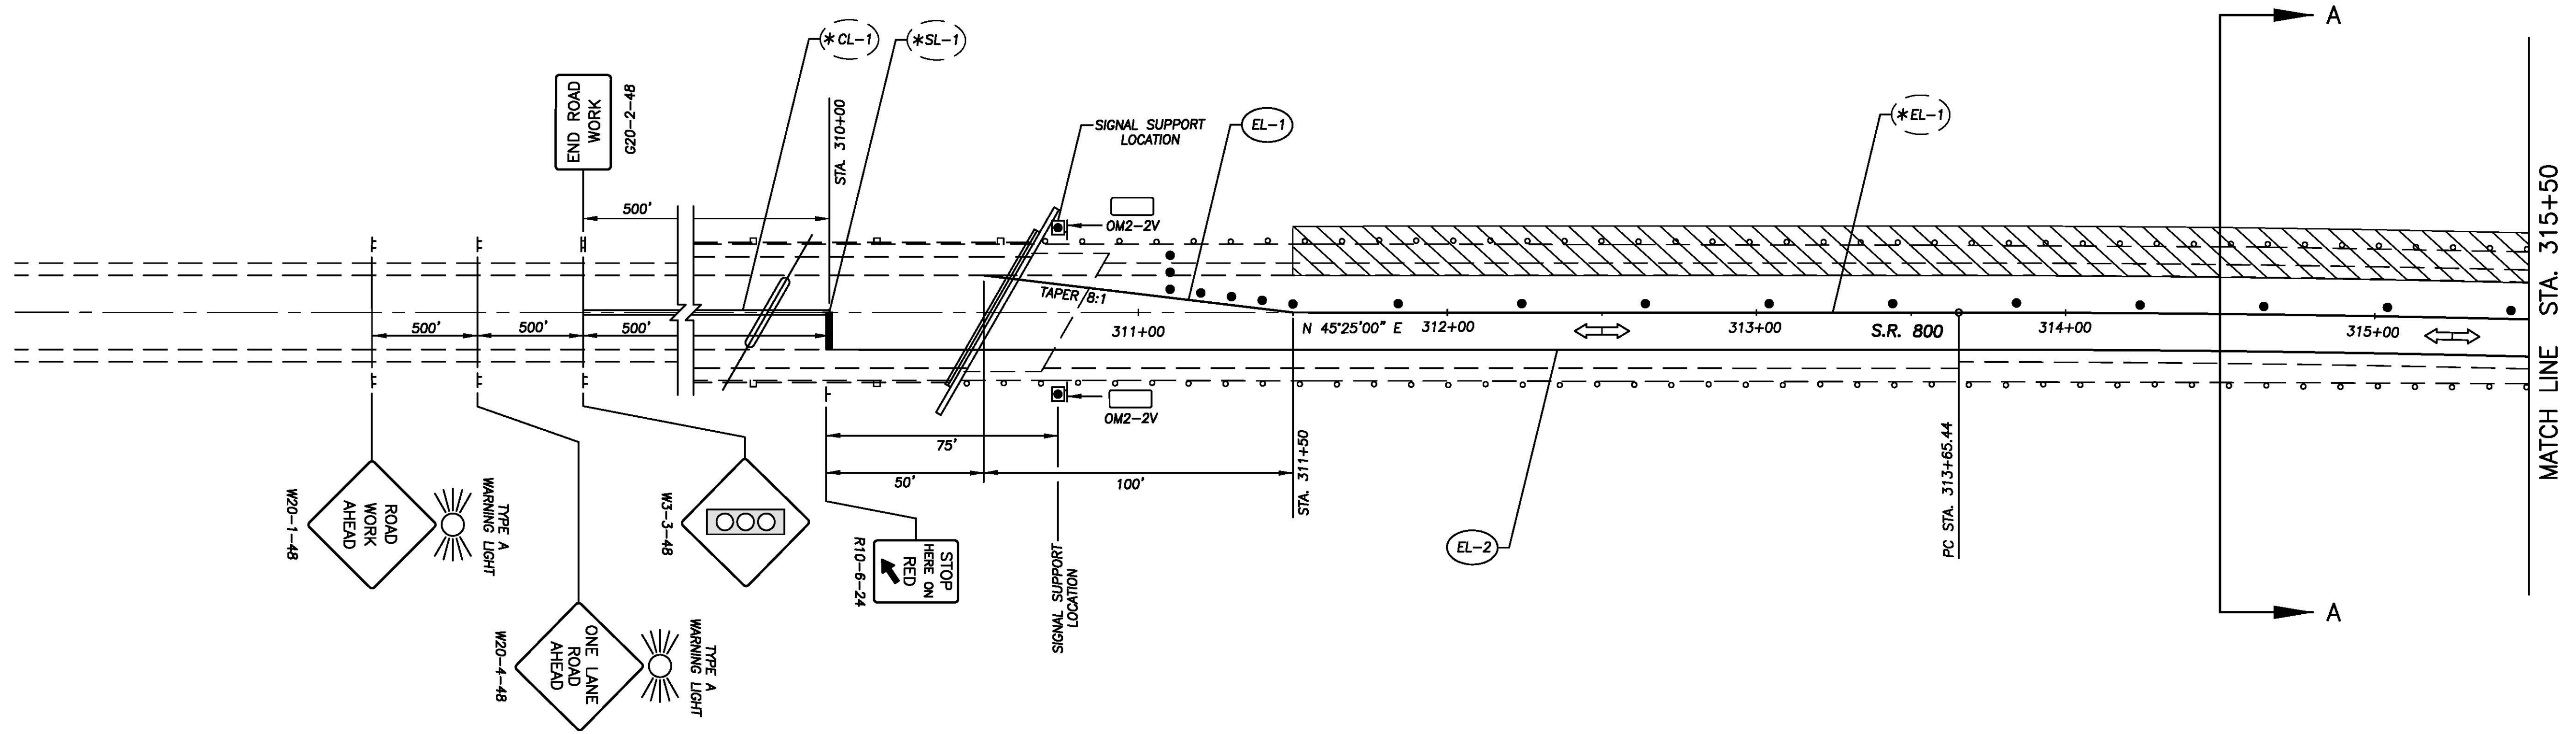 A
(*CL-1)
(*SL-1)
END ROAD
WORK
G20-2-48
STA. 310+00
SIGNAL SUPPORT
LOCATION
EL-1
(*EL-1)
500'
OM2-2V
TAPER 8:1
311+00
N 45°25'00" E
312+00
313+00
S.R. 800
314+00
315+00
MATCH LINE STA. 315+50
500'
500'
500'
OM2-2V
75'
50'
100'
STA. 311+50
PC STA. 313+65.44
EL-2
A
ROAD
WORK
AHEAD
W20-1-48
TYPE A
WARNING LIGHT
W3-3-48
STOP
HERE ON
RED
R10-6-24
SIGNAL SUPPORT
LOCATION
ONE LANE
ROAD
AHEAD
W20-4-48
TYPE A
WARNING LIGHT